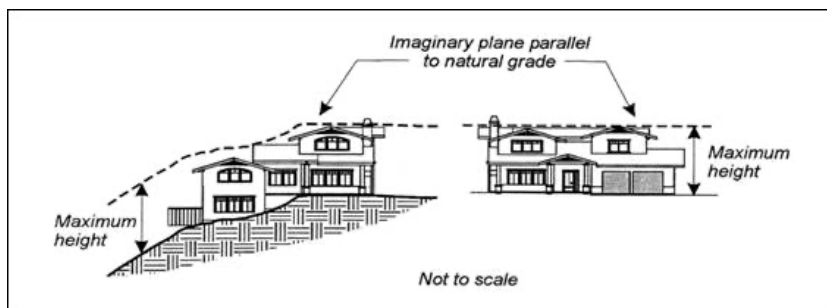 Imaginary plane parallel
to natural grade
Maximum
height
Maximum
height
Not to scale